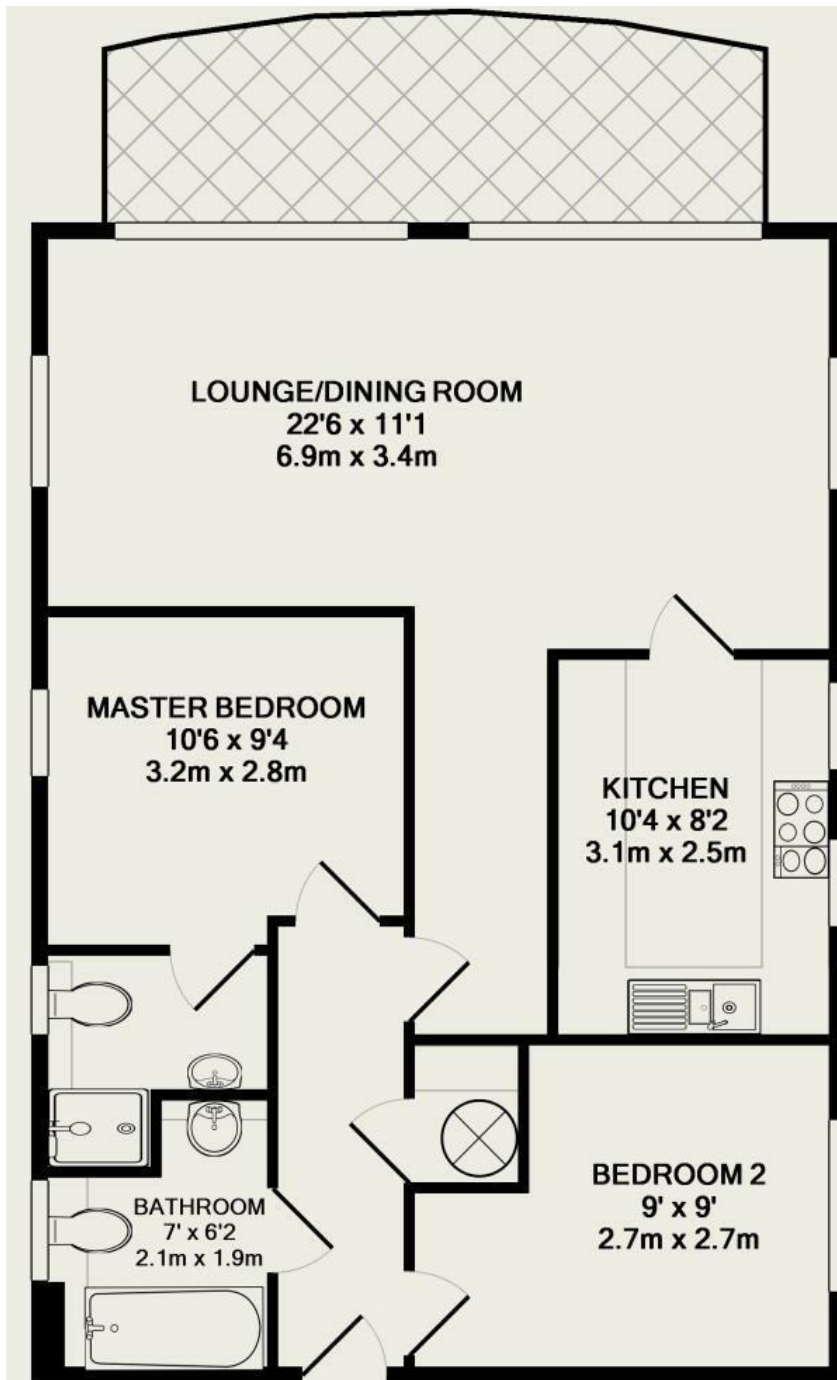 LOUNGE/DINING ROOM
22'6 x 11'1
6.9m x 3.4m
MASTER BEDROOM
10'6 x 9'4
3.2m x 2.8m
KITCHEN
10'4 x 8'2
3.1m x 2.5m
BATHROOM
7' x 6'2
2.1m x 1.9m
BEDROOM 2
9' x 9'
2.7m x 2.7m